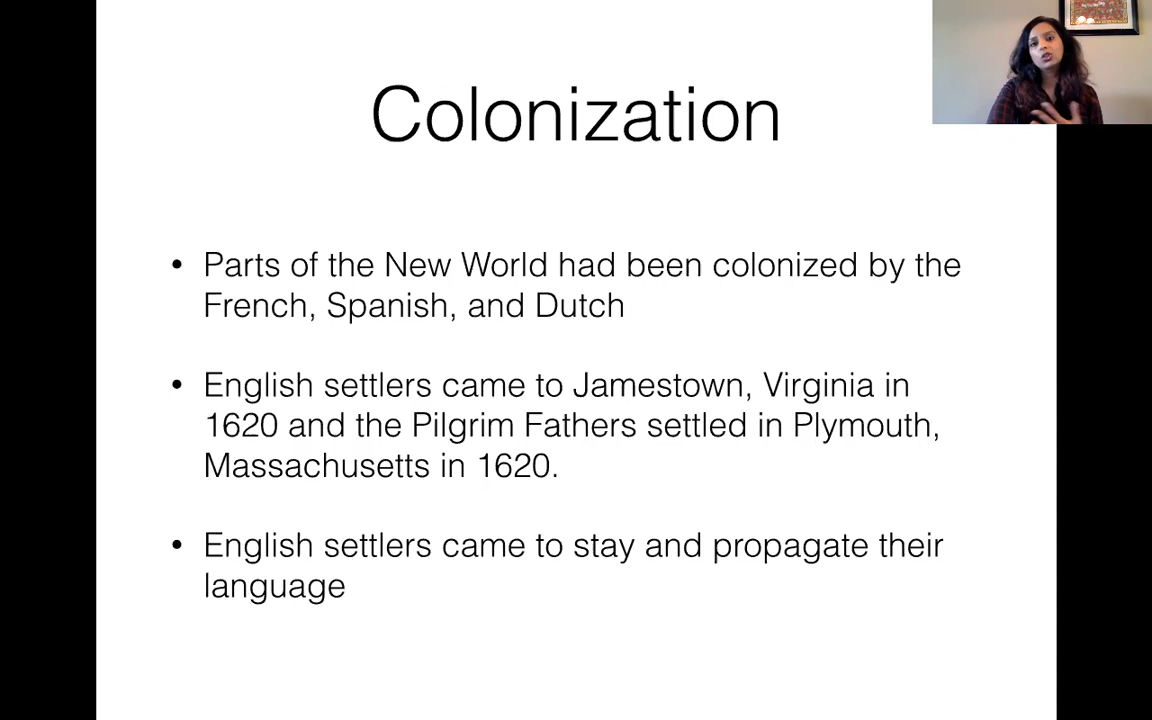 Colonization
• Parts of the New World had been colonized by the
French, Spanish, and Dutch
• English settlers came to Jamestown, Virginia in
1620 and the Pilgrim Fathers settled in Plymouth,
Massachusetts in 1620.
• English settlers came to stay and propagate their
language